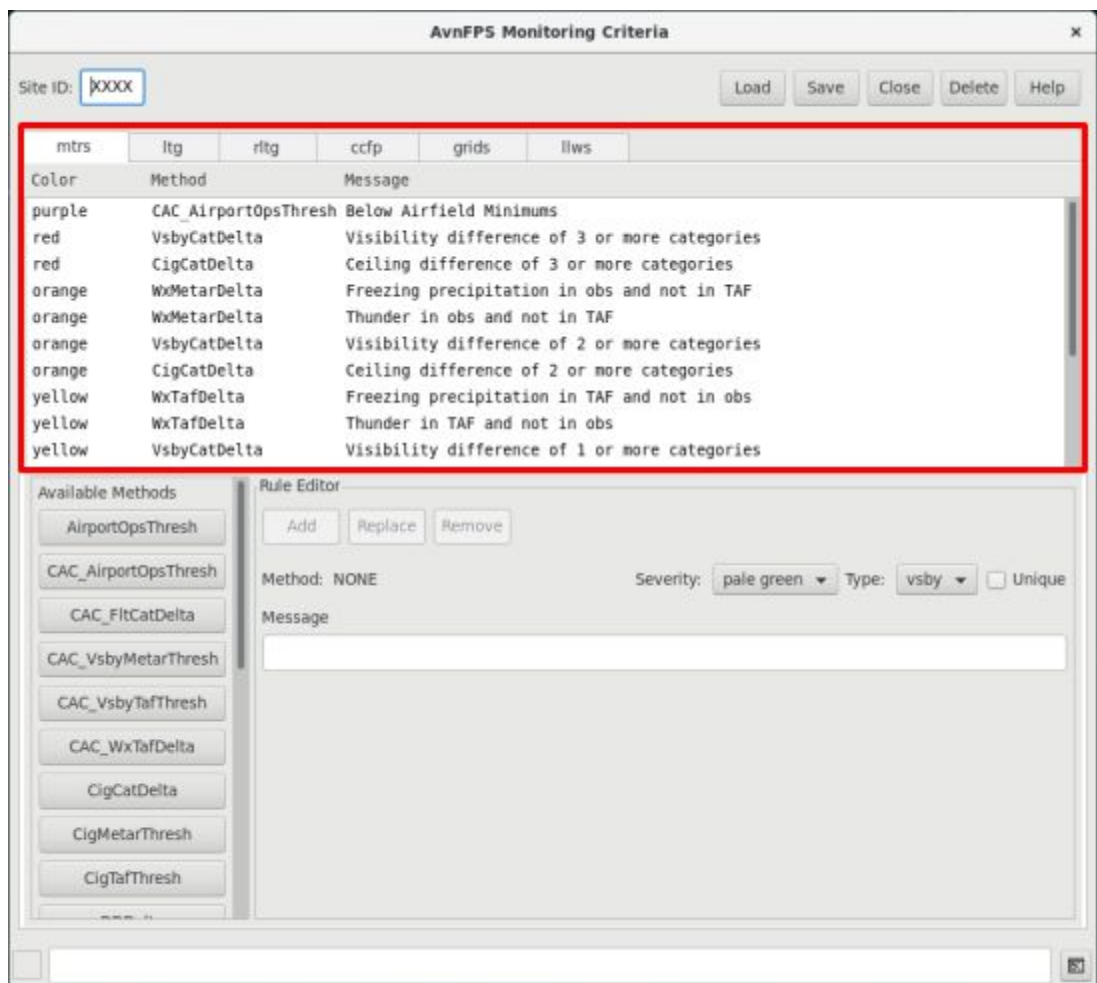 AvnFPS Monitoring Criteria ×
Site ID: XXXX Load Save Close Delete Help
mtrs ltg rltg ccfp grids llws
Color Method Message
purple CAC_AirportOpsThresh Below Airfield Minimums
red VsbyCatDelta Visibility difference of 3 or more categories
red CigCatDelta Ceiling difference of 3 or more categories
orange WxMetarDelta Freezing precipitation in obs and not in TAF
orange WxMetarDelta Thunder in obs and not in TAF
orange VsbyCatDelta Visibility difference of 2 or more categories
orange CigCatDelta Ceiling difference of 2 or more categories
yellow WxTafDelta Freezing precipitation in TAF and not in obs
yellow WxTafDelta Thunder in TAF and not in obs
yellow VsbyCatDelta Visibility difference of 1 or more categories
Available Methods
AirportOpsThresh
CAC_AirportOpsThresh
CAC_FltCatDelta
CAC_VsbyMetarThresh
CAC_VsbyTafThresh
CAC_WxTafDelta
CigCatDelta
CigMetarThresh
CigTafThresh
Rule Editor
Add Replace Remove
Method: NONE Severity: pale green Type: vsby Unique
Message